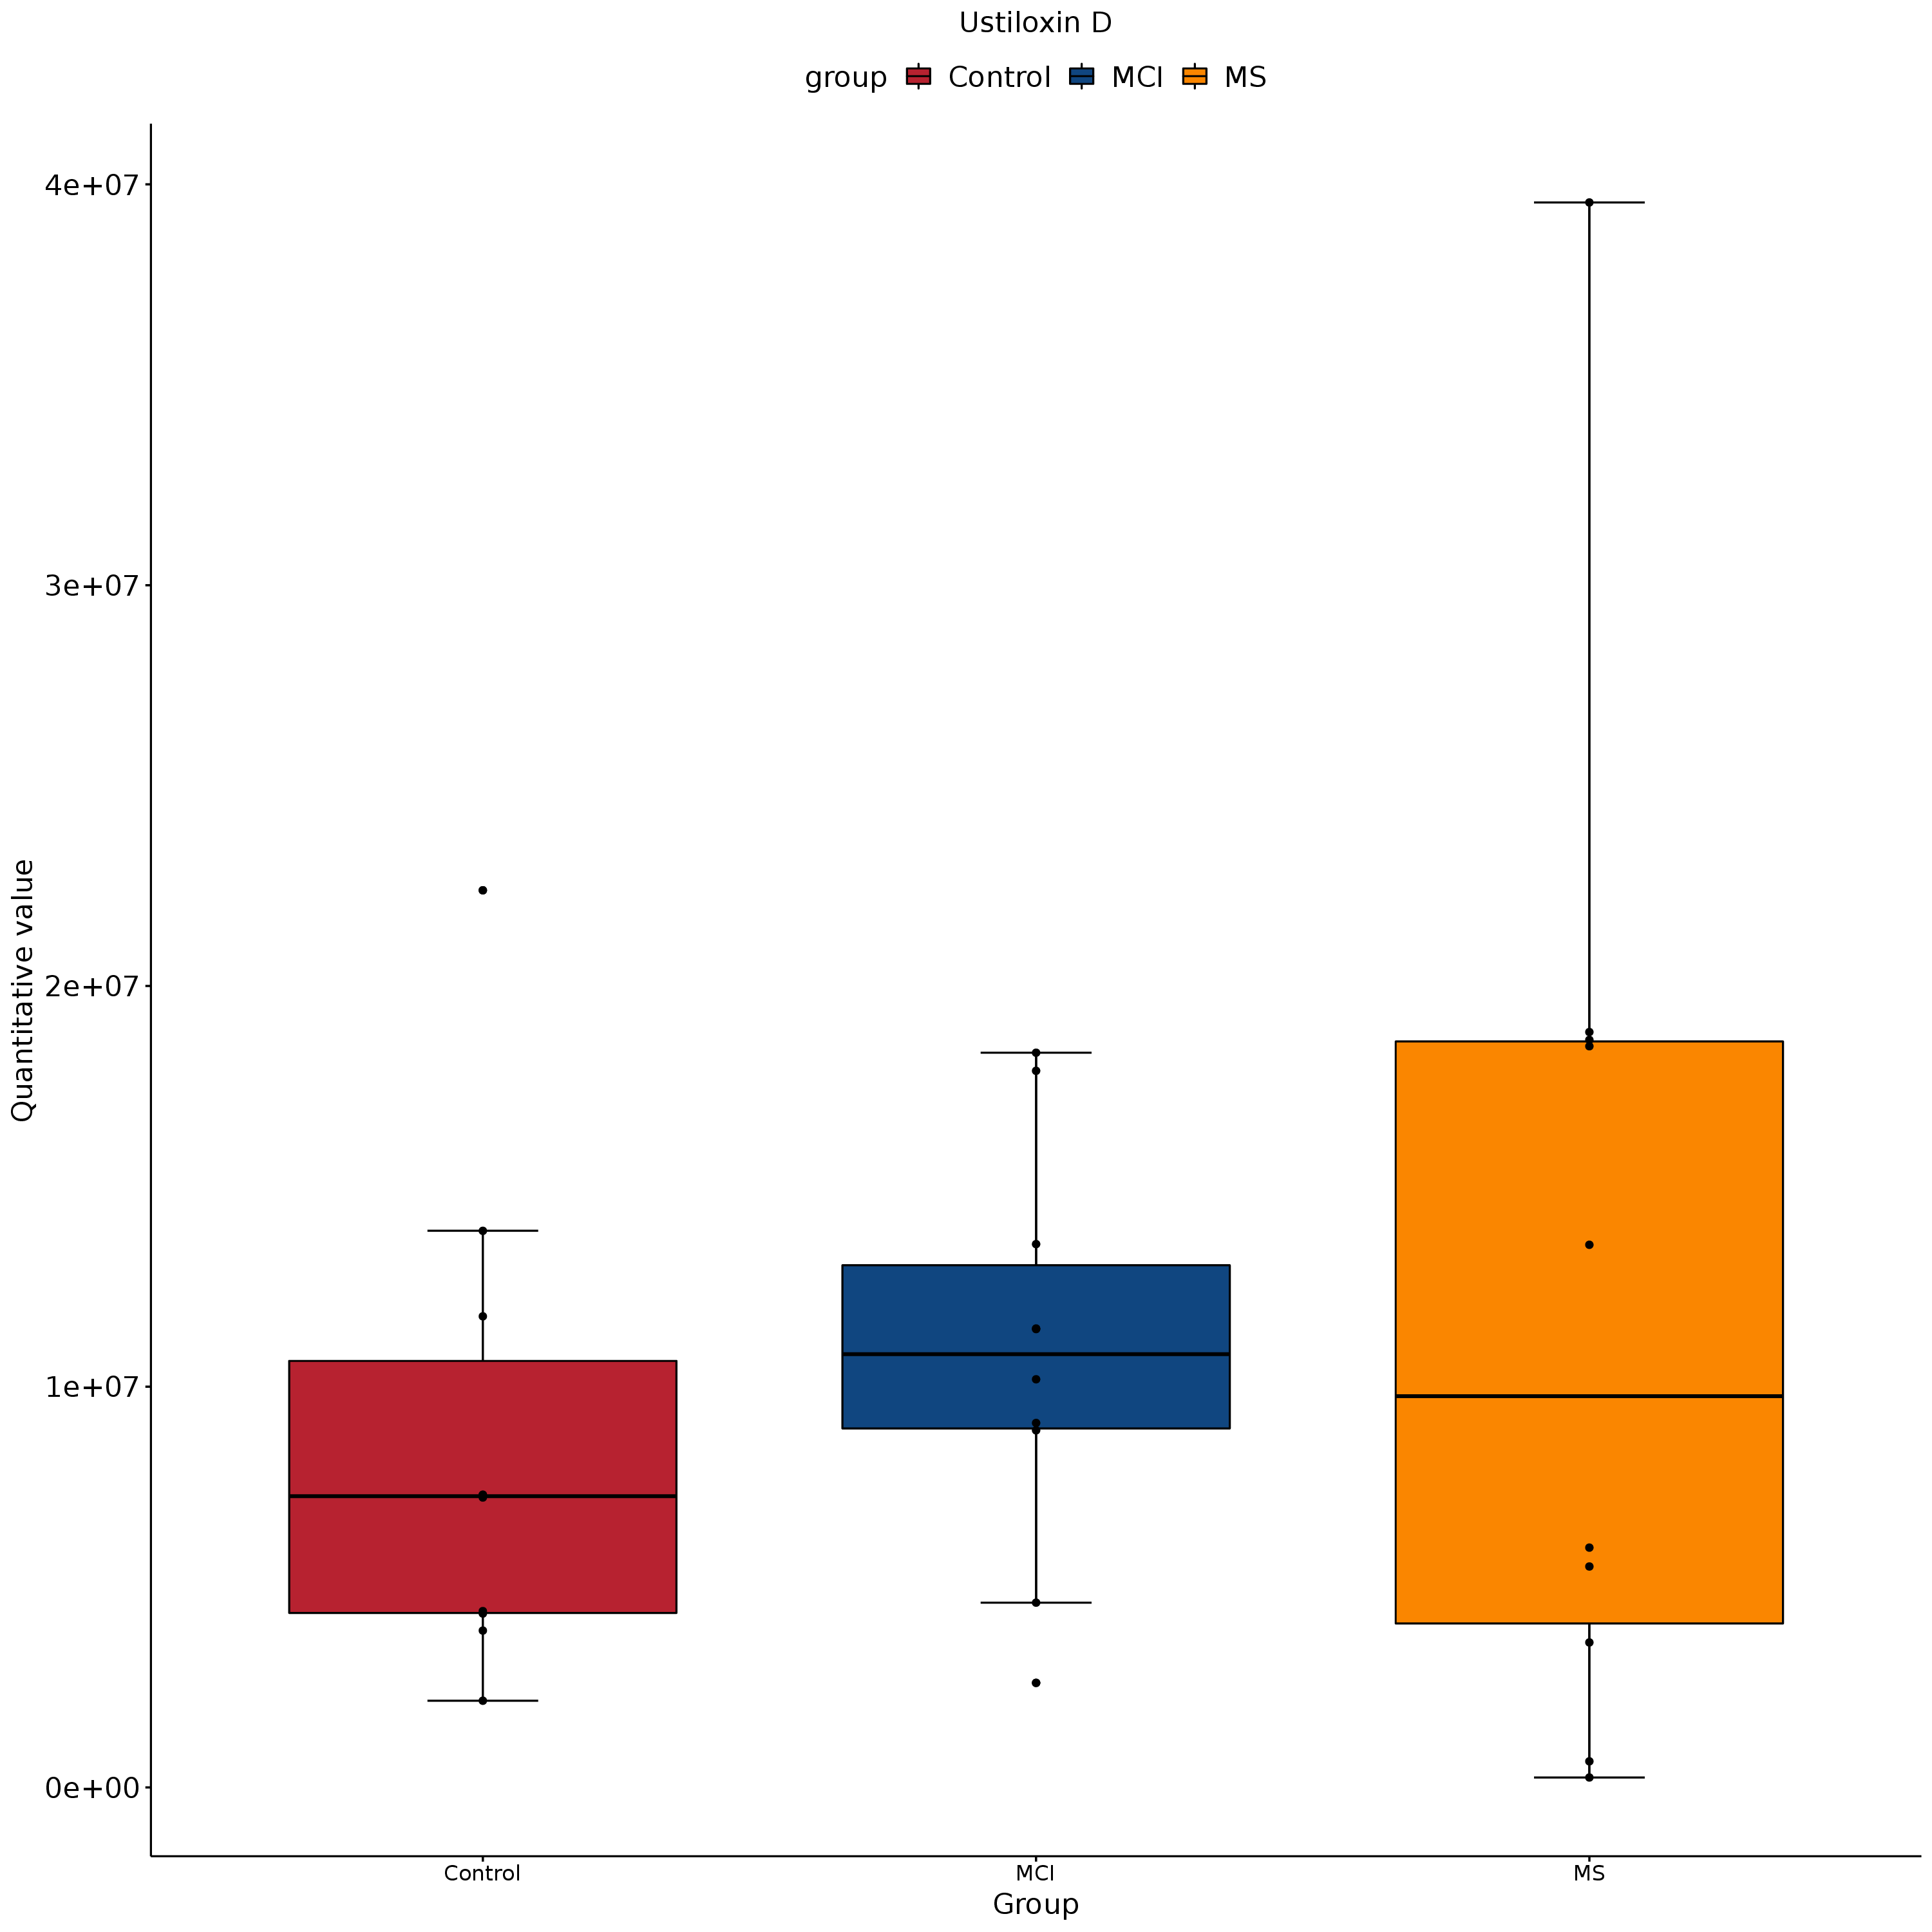 Ustiloxin D
group Control MCI MS
Quantitative value
4e+07
3e+07
2e+07
1e+07
0e+00
Control MCI MS
Group